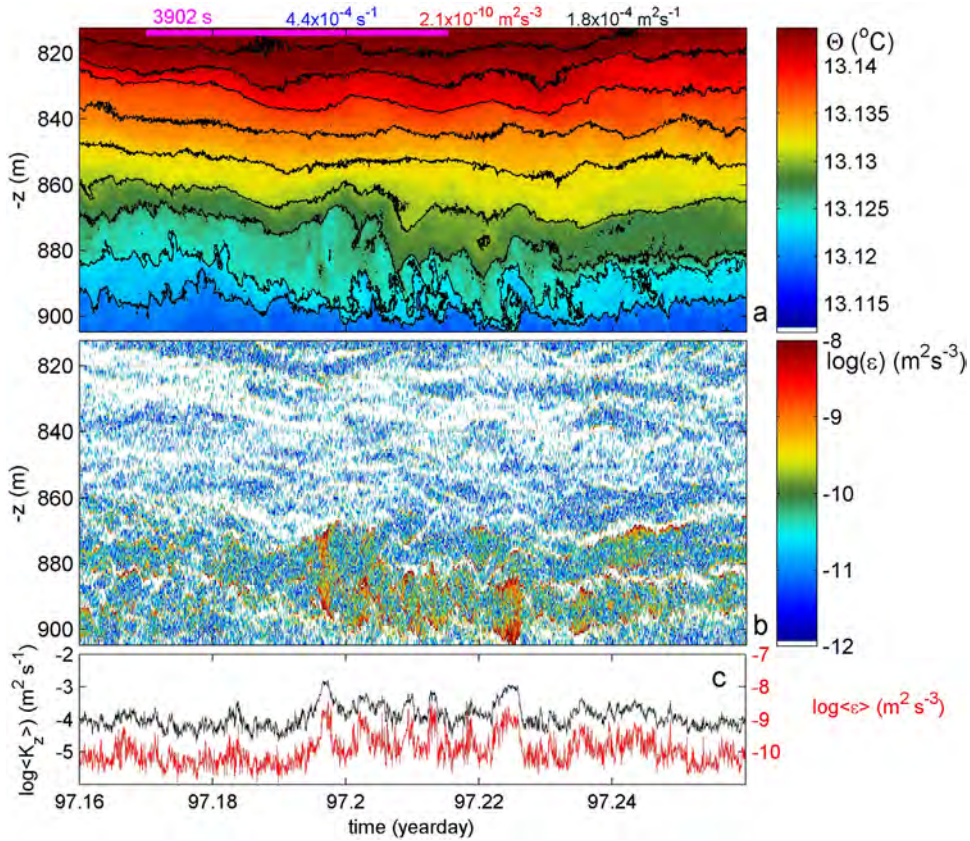 3902 s 4.4x10⁻⁴ s⁻¹ 2.1x10⁻¹⁰ m²s⁻³ 1.8x10⁻⁴ m²s⁻¹
820
840
860
880
900
-z (m)
a
Θ (°C)
13.14
13.135
13.13
13.125
13.12
13.115
820
840
860
880
900
-z (m)
b
-8
log(ε) (m²s⁻³)
-9
-10
-11
-12
-2
-3
-4
-5
log<K_z> (m² s⁻¹)
c
-7
-8
-9
-10
log<ε> (m² s⁻³)
97.16 97.18 97.2 97.22 97.24
time (yearday)